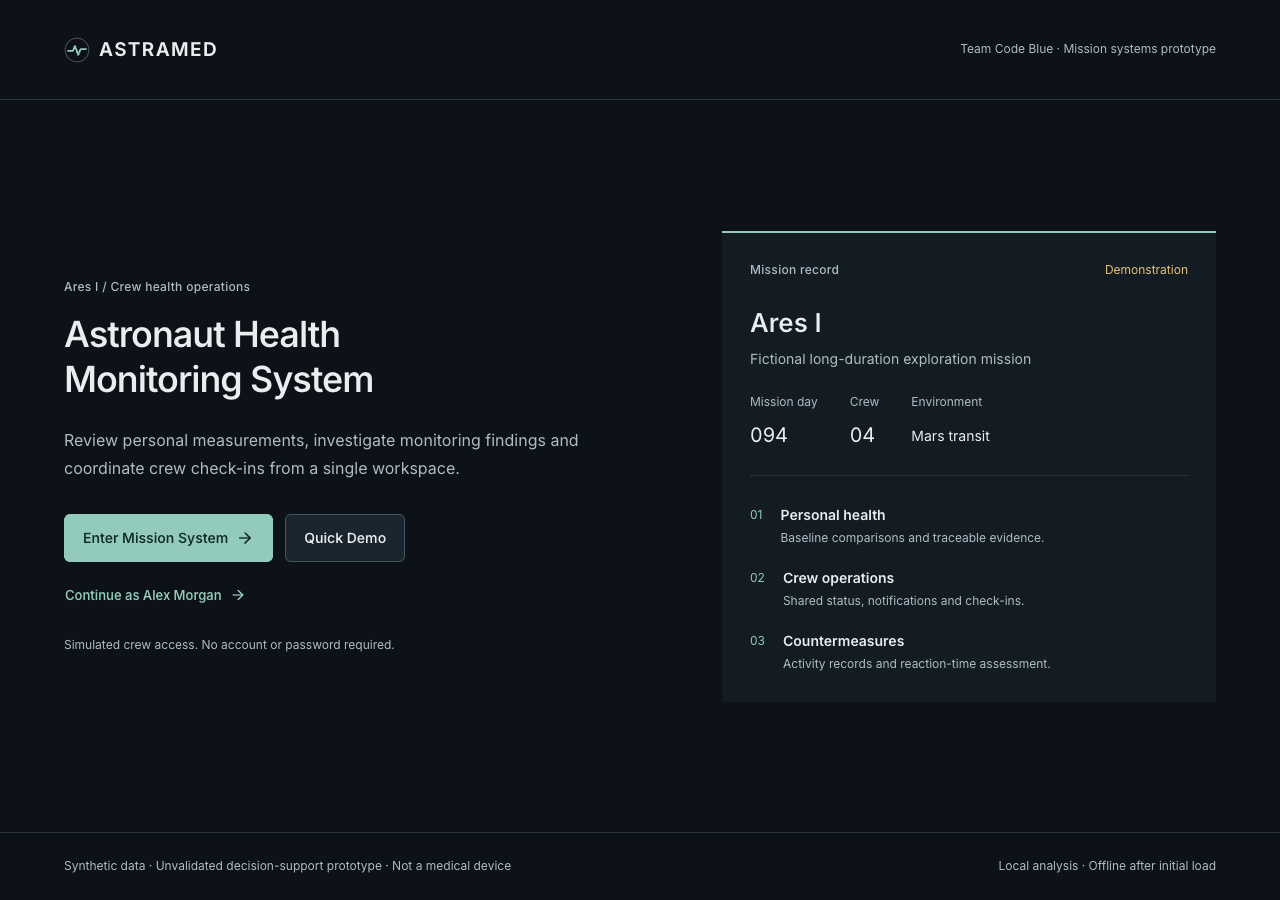 ASTRAMED
Team Code Blue · Mission systems prototype
Ares I / Crew health operations
Astronaut Health
Monitoring System
Review personal measurements, investigate monitoring findings and
coordinate crew check-ins from a single workspace.
Enter Mission System
Quick Demo
Continue as Alex Morgan
Simulated crew access. No account or password required.
Mission record
Demonstration
Ares I
Fictional long-duration exploration mission
Mission day Crew Environment
094 04 Mars transit
01 Personal health
Baseline comparisons and traceable evidence.
02 Crew operations
Shared status, notifications and check-ins.
03 Countermeasures
Activity records and reaction-time assessment.
Synthetic data · Unvalidated decision-support prototype · Not a medical device
Local analysis · Offline after initial load